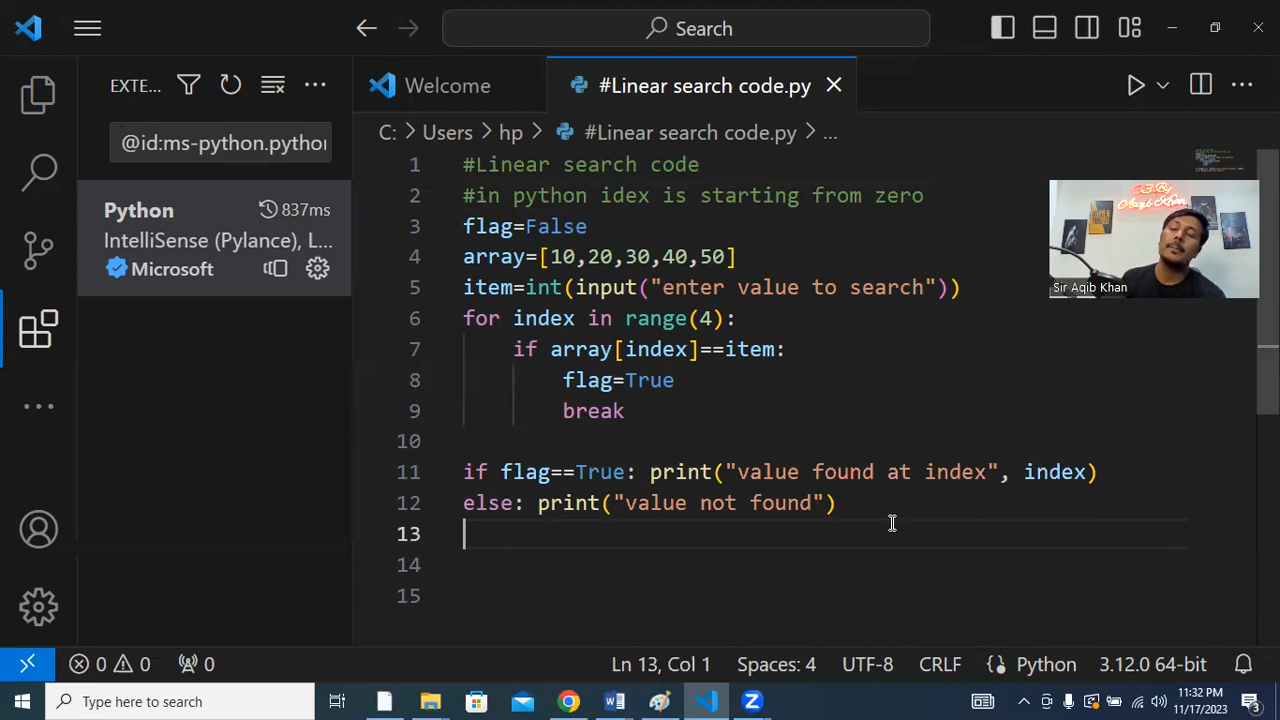 Search
EXTE...
Welcome
#Linear search code.py
@id:ms-python.python
C: > Users > hp > #Linear search code.py > ...
Python
837ms
IntelliSense (Pylance), L...
Microsoft
1 #Linear search code
2 #in python idex is starting from zero
3 flag=False
4 array=[10,20,30,40,50]
5 item=int(input("enter value to search"))
6 for index in range(4):
7 if array[index]==item:
8 flag=True
9 break
10
11 if flag==True: print("value found at index", index)
12 else: print("value not found")
13
14
15
CS By
Aqib Khan
Sir Aqib Khan
0 0 0
Ln 13, Col 1
Spaces: 4
UTF-8
CRLF
Python
3.12.0 64-bit
Type here to search
11:32 PM
11/17/2023
3